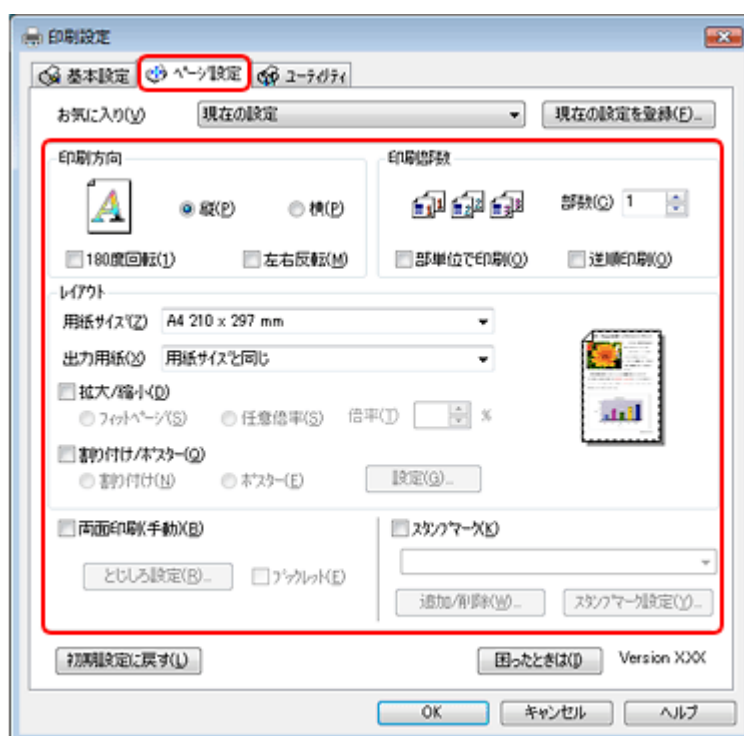 印刷設定
基本設定 ページ設定 ユーティリティ
お気に入り(V) 現在の設定 現在の設定を登録(F)...
印刷方向 印刷部数
縦(P) 横(P) 部数(C) 1
180度回転(1) 左右反転(M) 部単位で印刷(O) 逆順印刷(O)
レイアウト
用紙サイズ(Z) A4 210 x 297 mm
出力用紙(X) 用紙サイズと同じ
拡大/縮小(D)
フィットページ(S) 任意倍率(S) 倍率(T) %
割り付け/ポスター(Q)
割り付け(N) ポスター(E) 設定(G)...
両面印刷(手動)(B) スタンプマーク(K)
とじしろ設定(R)... ブックレット(E)
追加/削除(W)... スタンプマーク設定(Y)...
初期設定に戻す(L) 困ったときは(I) Version XXX
OK キャンセル ヘルプ